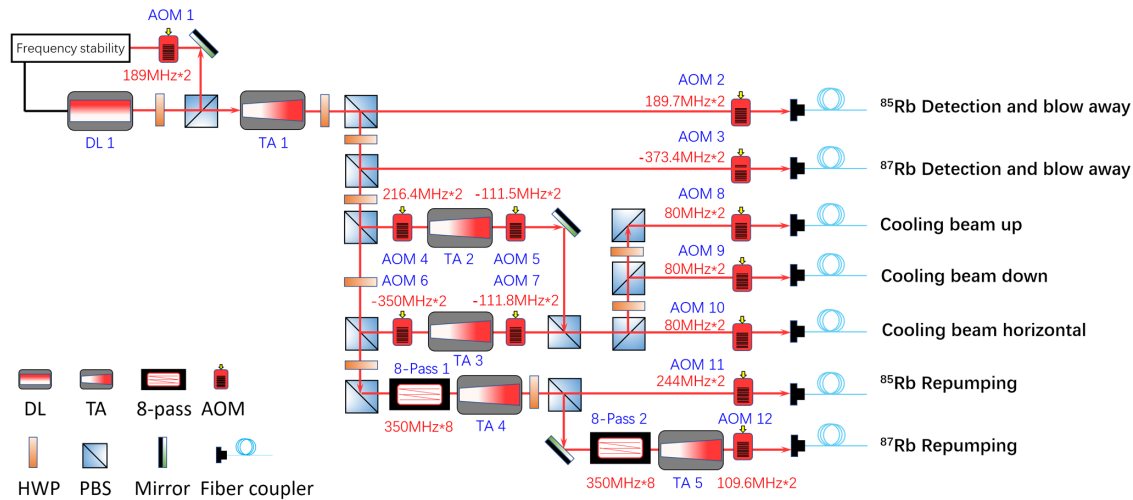 AOM 1
Frequency stability
189MHz*2
DL 1
TA 1
AOM 2
189.7MHz*2
⁸⁵Rb Detection and blow away
AOM 3
-373.4MHz*2
⁸⁷Rb Detection and blow away
216.4MHz*2
-111.5MHz*2
AOM 8
80MHz*2
Cooling beam up
AOM 4
TA 2
AOM 5
AOM 9
80MHz*2
Cooling beam down
AOM 6
AOM 7
-350MHz*2
-111.8MHz*2
AOM 10
80MHz*2
Cooling beam horizontal
TA 3
8-Pass 1
AOM 11
244MHz*2
⁸⁵Rb Repumping
350MHz*8
TA 4
8-Pass 2
AOM 12
⁸⁷Rb Repumping
350MHz*8
TA 5
109.6MHz*2
DL
TA
8-pass
AOM
HWP
PBS
Mirror
Fiber coupler